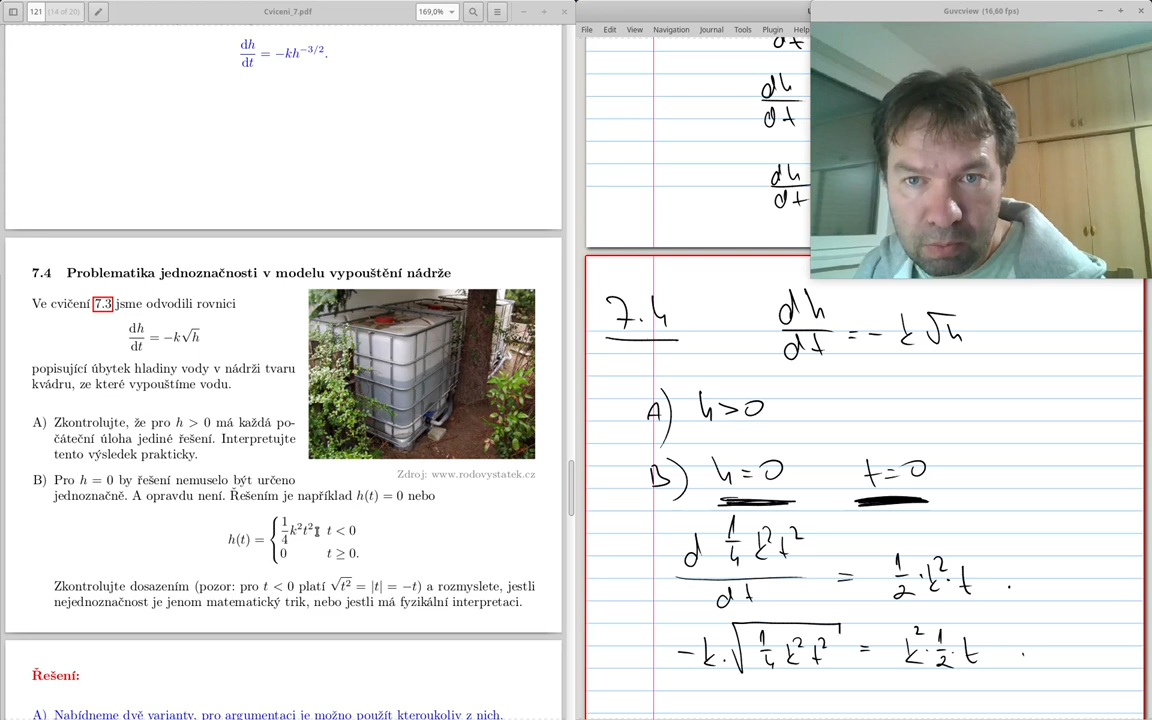 121 (14 of 20)
Cviceni_7.pdf
169,0%
dh/dt = −kh^{−3/2}.
7.4 Problematika jednoznačnosti v modelu vypouštění nádrže
Ve cvičení 7.3 jsme odvodili rovnici
dh/dt = −k√h
popisující úbytek hladiny vody v nádrži tvaru
kvádru, ze které vypouštíme vodu.
A) Zkontrolujte, že pro h > 0 má každá po-
čáteční úloha jediné řešení. Interpretujte
tento výsledek prakticky.
Zdroj: www.rodovystatek.cz
B) Pro h = 0 by řešení nemuselo být určeno
jednoznačně. A opravdu není. Řešením je například h(t) = 0 nebo
h(t) = { 1/4 k²t² t < 0
0 t ≥ 0.
Zkontrolujte dosazením (pozor: pro t < 0 platí √t² = |t| = −t) a rozmyslete, jestli
nejednoznačnost je jenom matematický trik, nebo jestli má fyzikální interpretaci.
Řešení:
A) Nabídneme dvě varianty, pro argumentaci je možno použít kteroukoliv z nich.
File Edit View Navigation Journal Tools Plugin Help
Guvcview (16,60 fps)
dt
dh/dt
dh/dt
7.4 dh/dt = − k√h
A) h>0
B) h=0 t=0
d 1/4 k²t² / dt = 1/2 · k² · t .
−k·√(1/4 k²t²) = k² · 1/2 · t .